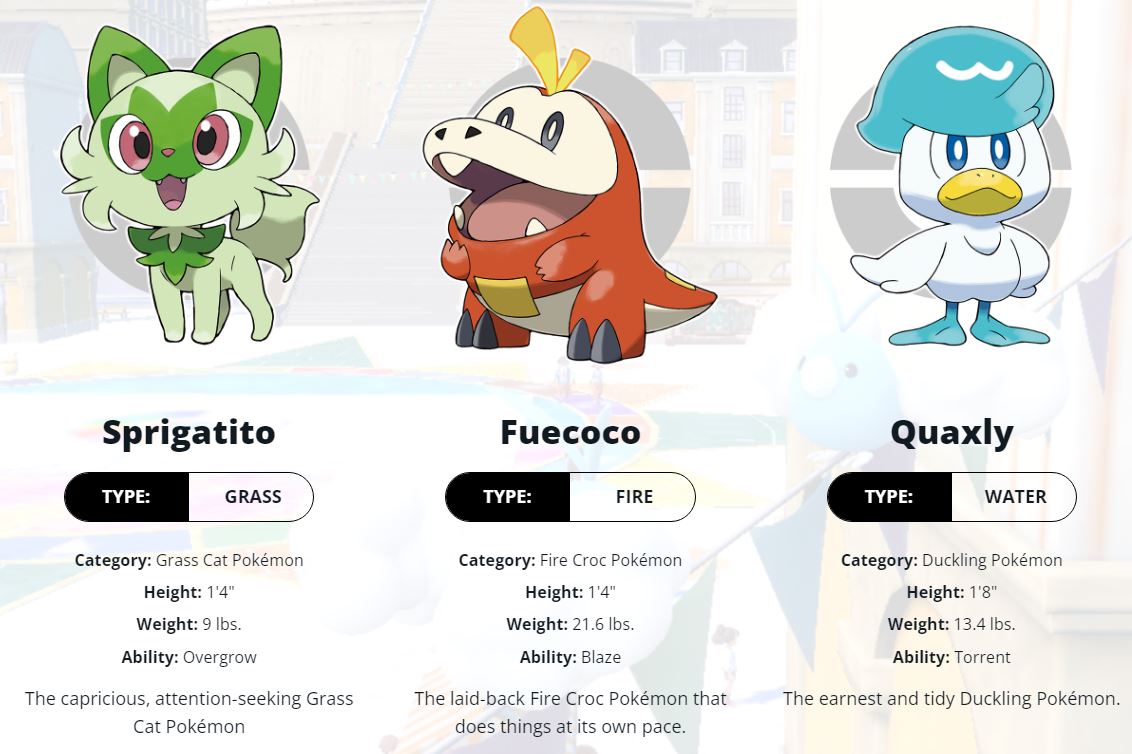 Sprigatito
TYPE: GRASS
Category: Grass Cat Pokémon
Height: 1'4"
Weight: 9 lbs.
Ability: Overgrow
The capricious, attention-seeking Grass
Cat Pokémon
Fuecoco
TYPE: FIRE
Category: Fire Croc Pokémon
Height: 1'4"
Weight: 21.6 lbs.
Ability: Blaze
The laid-back Fire Croc Pokémon that
does things at its own pace.
Quaxly
TYPE: WATER
Category: Duckling Pokémon
Height: 1'8"
Weight: 13.4 lbs.
Ability: Torrent
The earnest and tidy Duckling Pokémon.